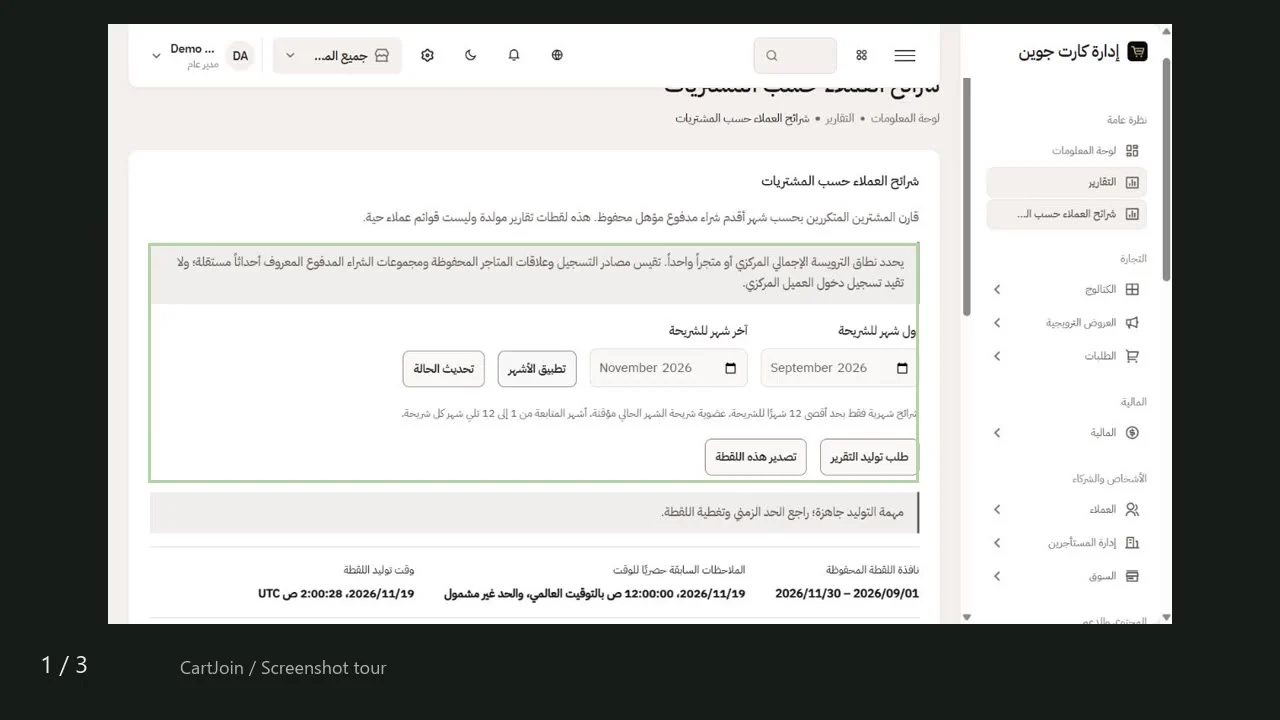 إدارة كارت جوين
نظرة عامة
لوحة المعلومات
التقارير
شرائح العملاء حسب الـ...
التجارة
الكتالوج
العروض الترويجية
الطلبات
المالية
المالية
الأشخاص والشركاء
العملاء
إدارة المستأجرين
السوق
المحتوى والدعم
جميع الم...
DA
Demo ...
مدير عام
شرائح العملاء حسب المشتريات
لوحة المعلومات • التقارير • شرائح العملاء حسب المشتريات
شرائح العملاء حسب المشتريات
قارن المشترين المتكررين بحسب شهر أقدم شراء مدفوع مؤهل محفوظ. هذه لقطات تقارير مولدة وليست قوائم عملاء حية.
يحدد نطاق الترويسة الإجمالي المركزي أو متجراً واحداً. تقيس مصادر التسجيل وعلاقات المتاجر المحفوظة ومجموعات الشراء المدفوع المعروف أحداثاً مستقلة؛ ولا
تقيد تسجيل دخول العميل المركزي.
ول شهر للشريحة
آخر شهر للشريحة
September 2026
November 2026
تطبيق الأشهر
تحديث الحالة
شرائح شهرية فقط بحد أقصى 12 شهرًا للشريحة. عضوية شريحة الشهر الحالي مؤقتة. أشهر المتابعة من 1 إلى 12 تلي شهر كل شريحة.
طلب توليد التقرير
تصدير هذه اللقطة
مهمة التوليد جاهزة؛ راجع الحد الزمني وتغطية اللقطة.
نافذة اللقطة المحفوظة
2026/09/01 – 2026/11/30
الملاحظات السابقة حصريًا للوقت
2026/11/19، 12:00:00 ص بالتوقيت العالمي، والحد غير مشمول
وقت توليد اللقطة
2026/11/19، 2:00:28 ص UTC
1 / 3
CartJoin / Screenshot tour